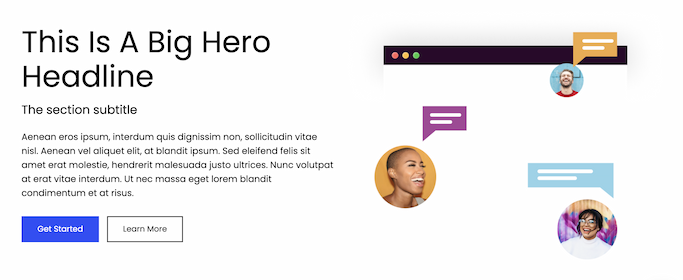 This Is A Big Hero
Headline
The section subtitle
Aenean eros ipsum, interdum quis dignissim non, sollicitudin vitae
nisl. Aenean vel aliquet elit, at blandit ipsum. Sed eleifend felis sit
amet erat molestie, hendrerit malesuada justo ultrices. Nunc volutpat
at erat vitae interdum. Ut nec massa eget lorem blandit
condimentum et at risus.
Get Started
Learn More